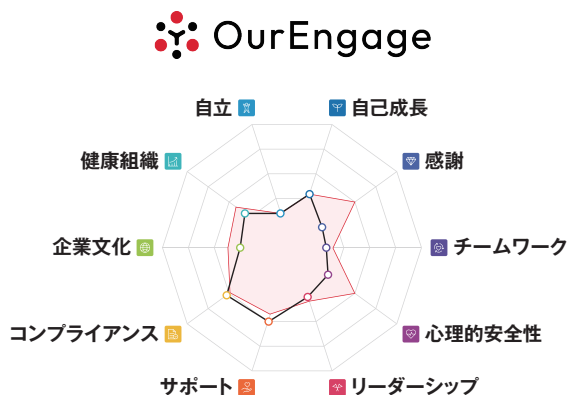 OurEngage
自立
自己成長
健康組織
感謝
企業文化
チームワーク
コンプライアンス
心理的安全性
サポート
リーダーシップ